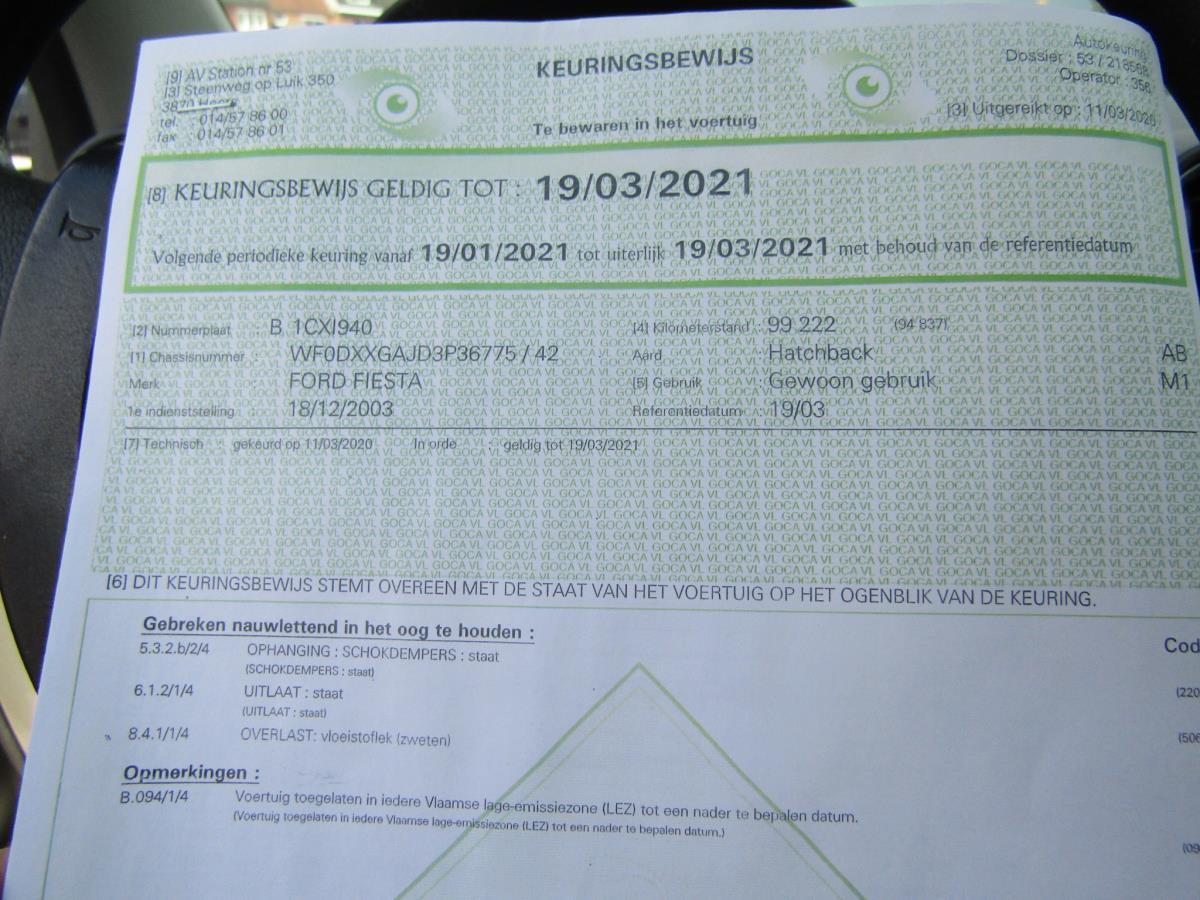 [9] AV Station nr 53
[3] Steenweg op Luik 350
3870 Heers
tel. : 014/57 86 00
fax : 014/57 86 01
KEURINGSBEWIJS
Te bewaren in het voertuig
Autokeuring
Dossier : 53 / 218568
Operator : 356
[3] Uitgereikt op : 11/03/2020
[8] KEURINGSBEWIJS GELDIG TOT : 19/03/2021
Volgende periodieke keuring vanaf 19/01/2021 tot uiterlijk 19/03/2021 met behoud van de referentiedatum
[2] Nummerplaat : B 1CXI940 [4] Kilometerstand : 99 222 (94 837)
[1] Chassisnummer : WF0DXXGAJD3P36775 / 42 Aard : Hatchback AB
Merk : FORD FIESTA [5] Gebruik : Gewoon gebruik M1
1e indienststelling : 18/12/2003 Referentiedatum : 19/03
[7] Technisch : gekeurd op 11/03/2020 In orde : geldig tot 19/03/2021
[6] DIT KEURINGSBEWIJS STEMT OVEREEN MET DE STAAT VAN HET VOERTUIG OP HET OGENBLIK VAN DE KEURING.
Gebreken nauwlettend in het oog te houden :
Cod
5.3.2.b/2/4 OPHANGING : SCHOKDEMPERS : staat
(SCHOKDEMPERS : staat)
6.1.2/1/4 UITLAAT : staat (220
(UITLAAT : staat)
8.4.1/1/4 OVERLAST: vloeistoflek (zweten) (506
Opmerkingen :
B.094/1/4 Voertuig toegelaten in iedere Vlaamse lage-emissiezone (LEZ) tot een nader te bepalen datum.
(Voertuig toegelaten in iedere Vlaamse lage-emissiezone (LEZ) tot een nader te bepalen datum.)
(09